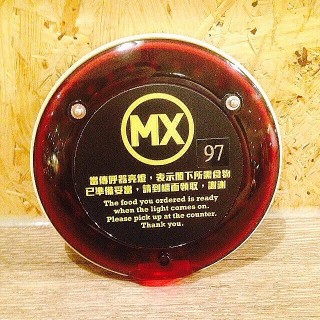 MX
97
當傳呼器亮燈，表示閣下所需食物
已準備妥當，請到櫃面領取，謝謝
The food you ordered is ready
when the light comes on.
Please pick up at the counter.
Thank you.